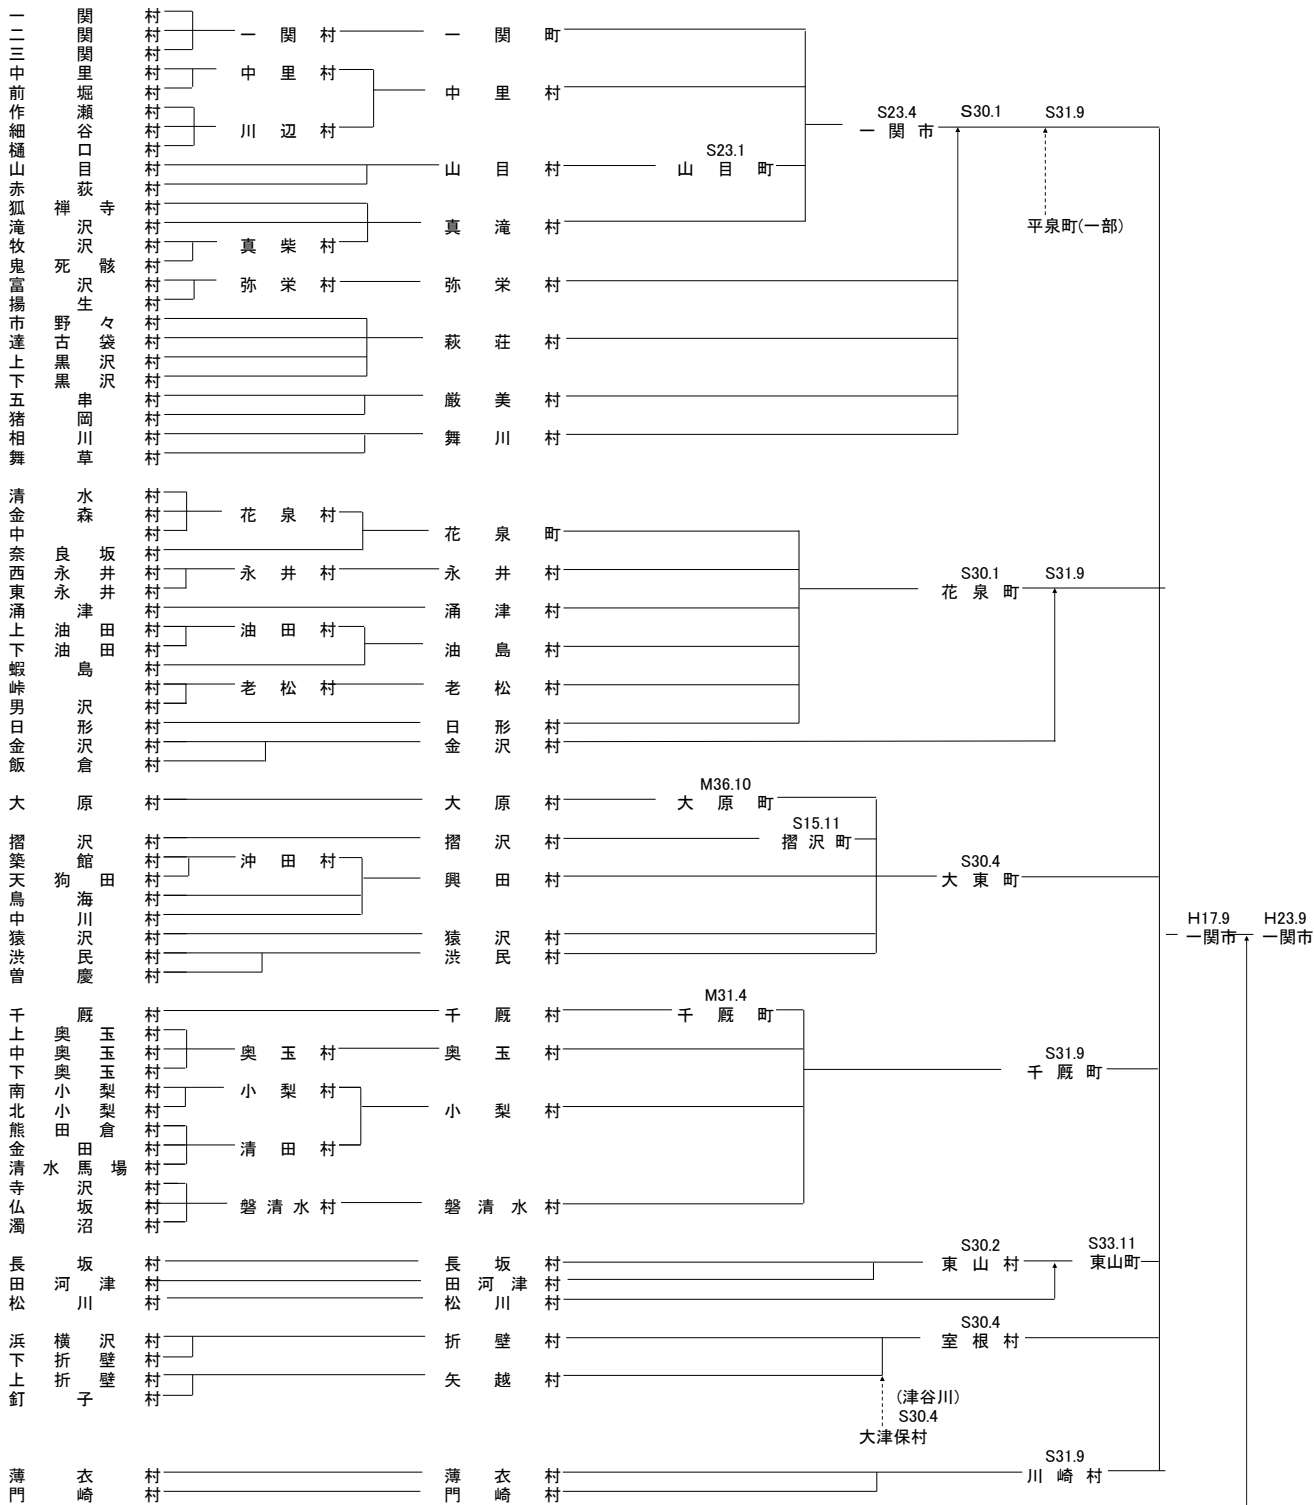 一関村
二関村 一関村 一関町
三関村
中里村 中里村
前堀村 中里村
作瀬村 S23.4 S30.1 S31.9
細谷村 川辺村 一関市
樋口村 S23.1
山目村 山目村 山目町
赤荻村
狐禅寺村
滝沢村 真滝村 平泉町(一部)
牧沢村 真柴村
鬼死骸村
富沢村 弥栄村 弥栄村
揚生村
市野々村
達古袋村 萩荘村
上黒沢村
下黒沢村
五串村 厳美村
猪岡村
相川村 舞川村
舞草村
清水村
金森村 花泉村
中村 花泉町
奈良坂村
西永井村 永井村 永井村 S30.1 S31.9
東永井村 花泉町
涌津村 涌津村
上油田村 油田村
下油田村 油島村
蝦島村
峠村 老松村 老松村
男沢村
日形村 日形村
金沢村 金沢村
飯倉村
M36.10
大原村 大原村 大原町
S15.11
摺沢村 摺沢村 摺沢町
築館村 沖田村 S30.4
天狗田村 興田村 大東町
鳥海村
中川村 H17.9 H23.9
猿沢村 猿沢村 一関市 一関市
渋民村 渋民村
曽慶村
M31.4
千厩村 千厩村 千厩町
上奥玉村
中奥玉村 奥玉村 奥玉村 S31.9
下奥玉村 千厩町
南小梨村 小梨村
北小梨村 小梨村
熊田倉村
金田村 清田村
清水馬場村
寺沢村
仏坂村 磐清水村 磐清水村
濁沼村
S30.2 S33.11
長坂村 長坂村 東山村 東山町
田河津村 田河津村
松川村 松川村
S30.4
浜横沢村 折壁村 室根村
下折壁村
上折壁村 矢越村
釘子村 (津谷川)
S30.4
大津保村
S31.9
薄衣村 薄衣村 川崎村
門崎村 門崎村